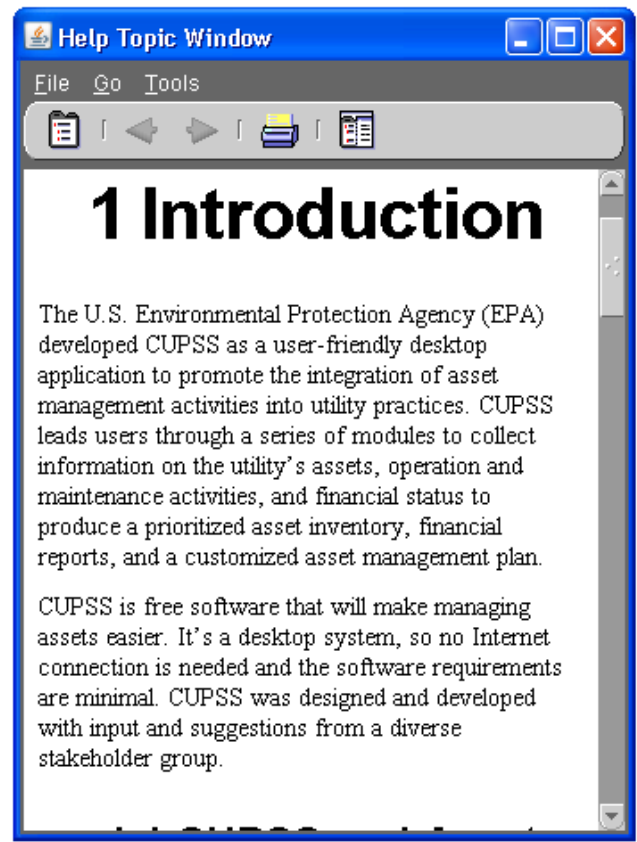 Help Topic Window
File Go Tools
1 Introduction
The U.S. Environmental Protection Agency (EPA)
developed CUPSS as a user-friendly desktop
application to promote the integration of asset
management activities into utility practices. CUPSS
leads users through a series of modules to collect
information on the utility's assets, operation and
maintenance activities, and financial status to
produce a prioritized asset inventory, financial
reports, and a customized asset management plan.
CUPSS is free software that will make managing
assets easier. It's a desktop system, so no Internet
connection is needed and the software requirements
are minimal. CUPSS was designed and developed
with input and suggestions from a diverse
stakeholder group.